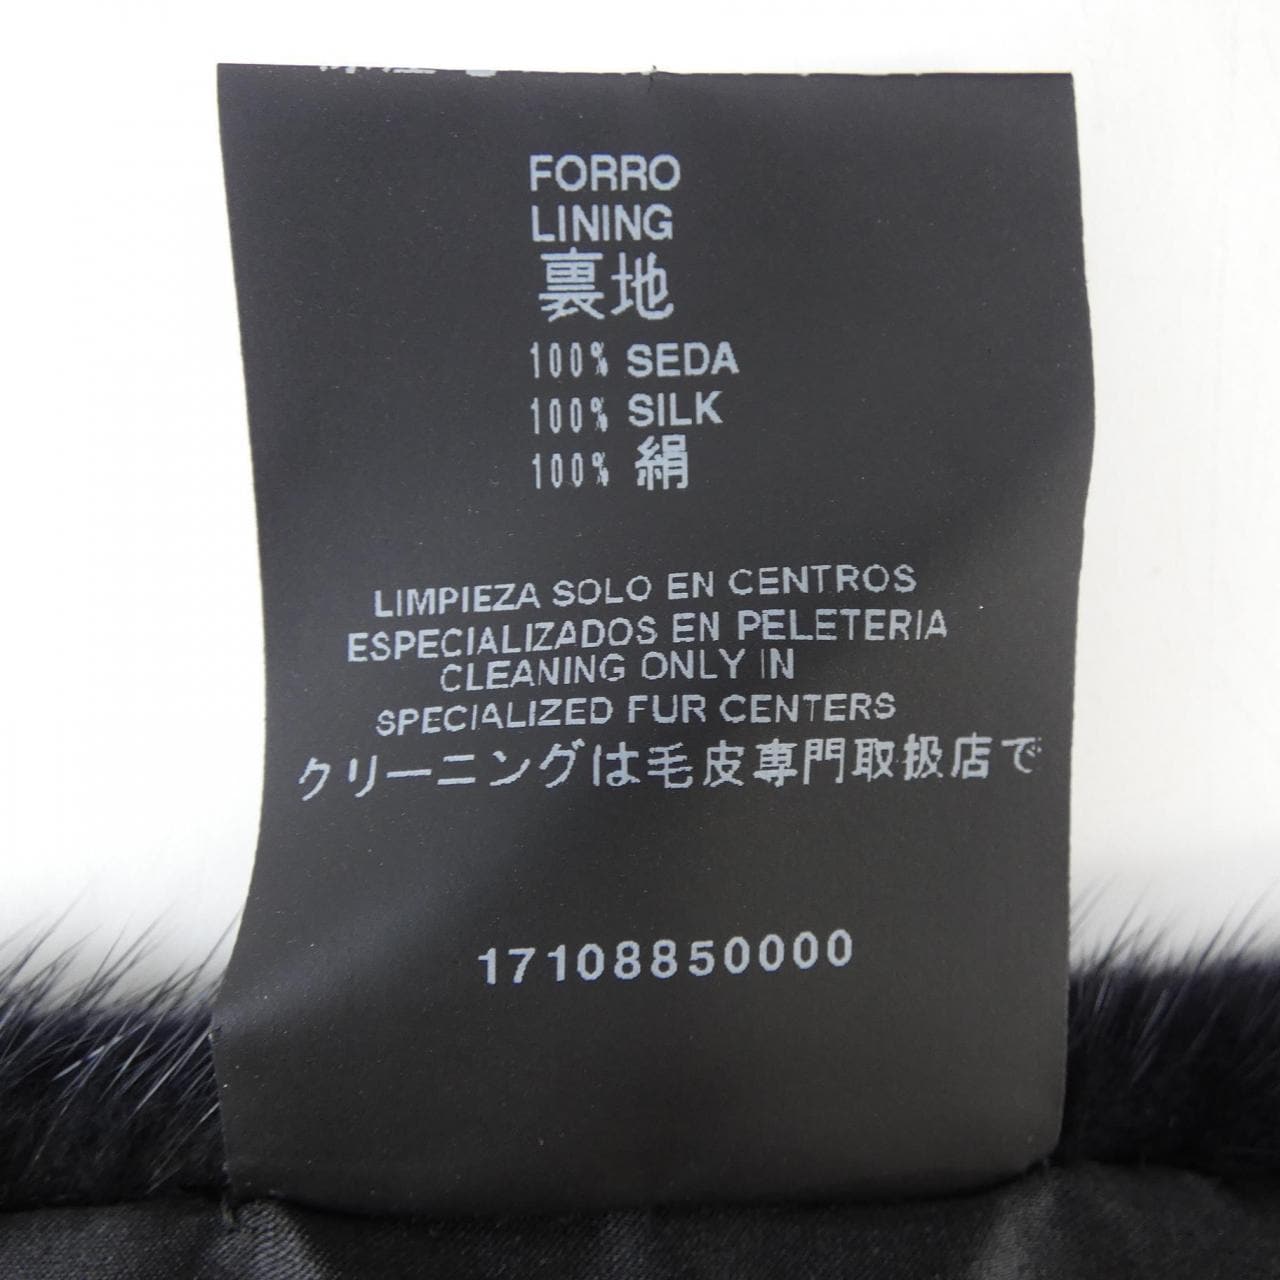 FORRO
LINING
裏地
100% SEDA
100% SILK
100% 絹
LIMPIEZA SOLO EN CENTROS
ESPECIALIZADOS EN PELETERIA
CLEANING ONLY IN
SPECIALIZED FUR CENTERS
クリーニングは毛皮専門取扱店で
17108850000